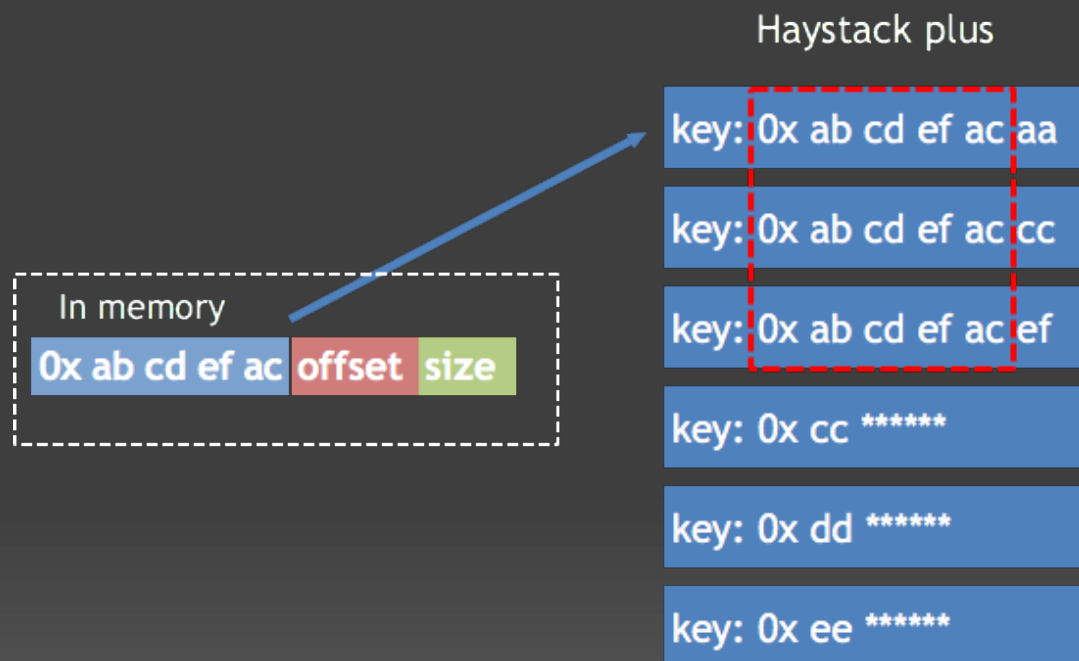 Haystack plus
key: 0x ab cd ef ac aa
key: 0x ab cd ef ac cc
key: 0x ab cd ef ac ef
key: 0x cc ******
key: 0x dd ******
key: 0x ee ******
In memory
0x ab cd ef ac offset size